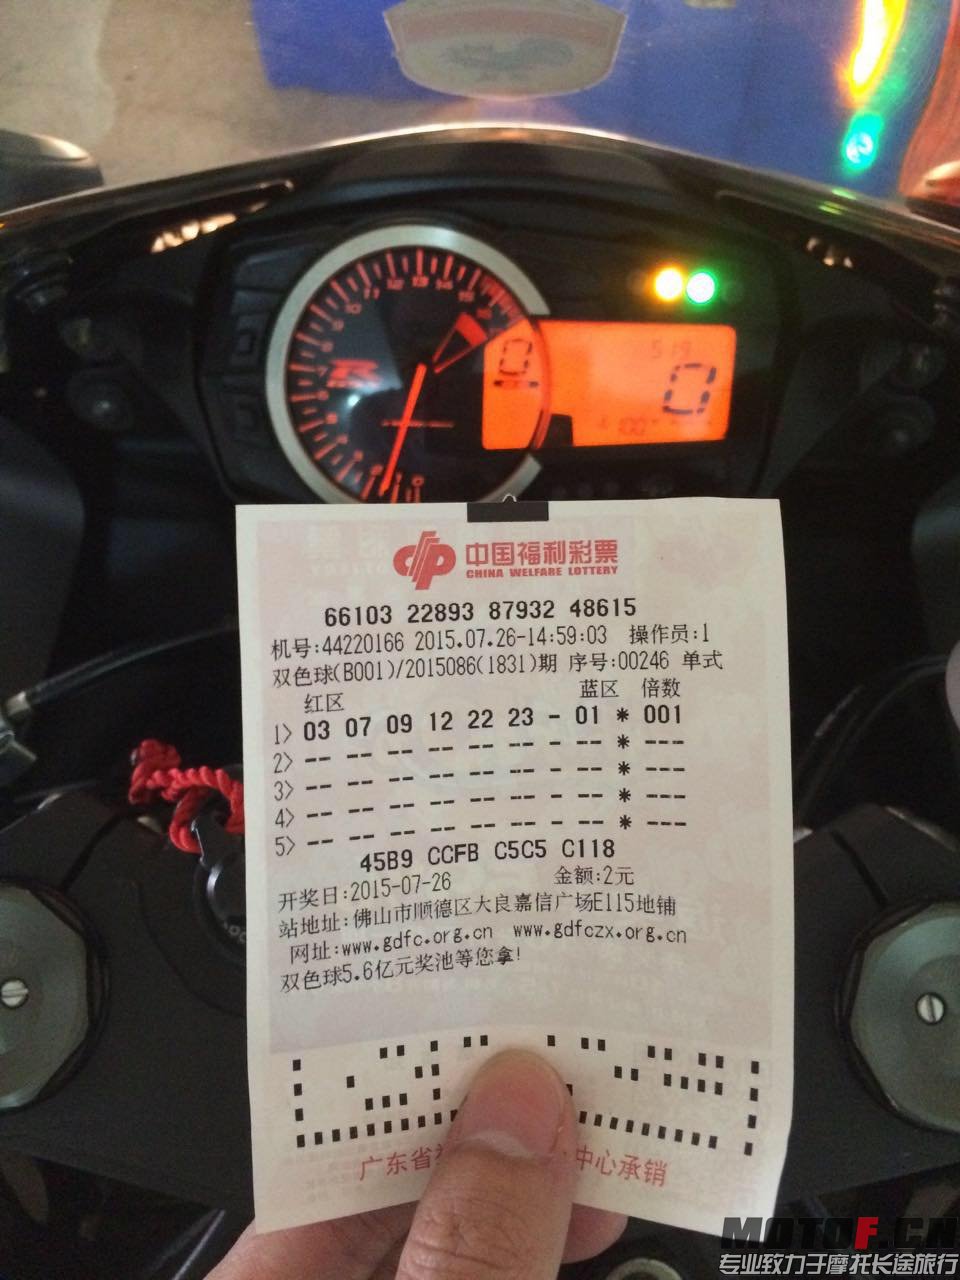 519
0
0
中国福利彩票
CHINA WELFARE LOTTERY
66103 22893 87932 48615
机号:44220166 2015.07.26-14:59:03 操作员:1
双色球(B001)/2015086(1831)期 序号:00246 单式
红区 蓝区 倍数
1> 03 07 09 12 22 23 - 01 * 001
2> -- -- -- -- -- -- - -- * ---
3> -- -- -- -- -- -- - -- * ---
4> -- -- -- -- -- -- - -- * ---
5> -- -- -- -- -- -- - -- * ---
45B9 CCFB C5C5 C118
开奖日:2015-07-26 金额:2元
站地址:佛山市顺德区大良嘉信广场E115地铺
网址:www.gdfc.org.cn www.gdfczx.org.cn
双色球5.6亿元奖池等您拿!
广东省 中心承销
MOTOF.CN
专业致力于摩托长途旅行